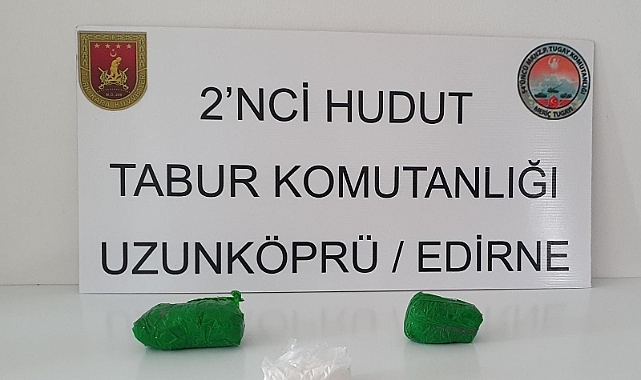 2'NCİ HUDUT
TABUR KOMUTANLIĞI
UZUNKÖPRÜ / EDİRNE